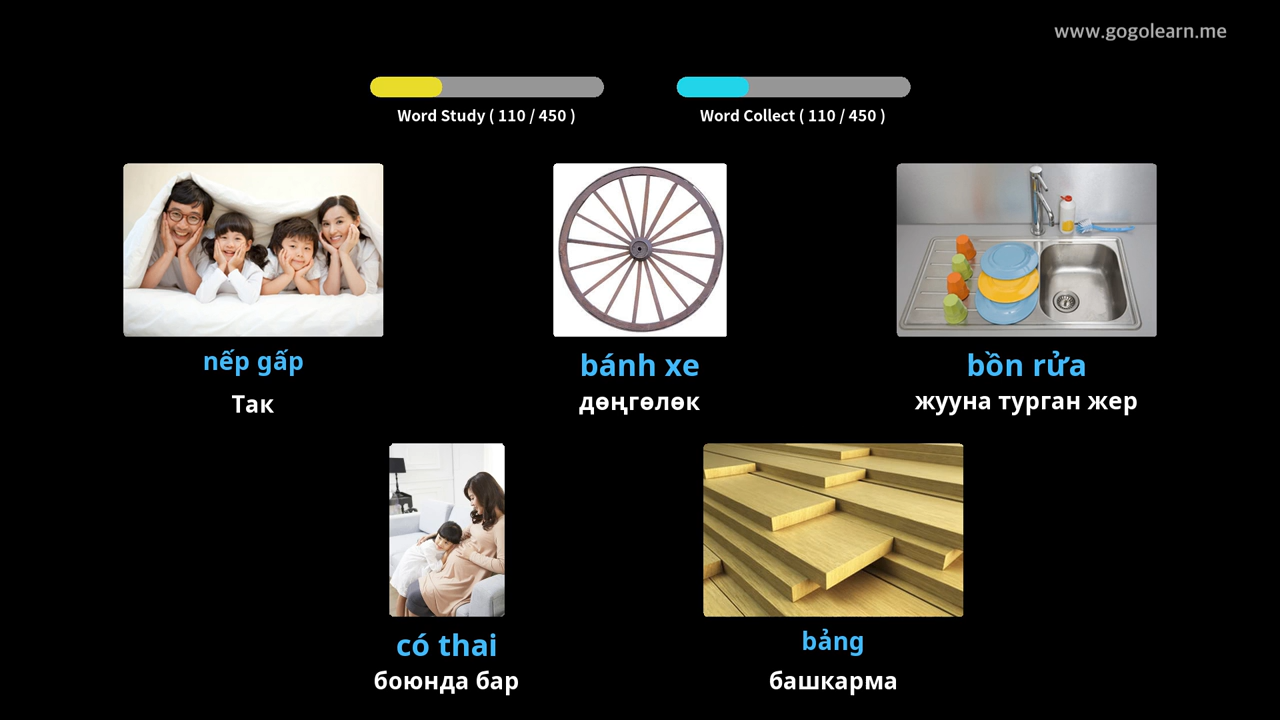 www.gogolearn.me
Word Study ( 110 / 450 )
Word Collect ( 110 / 450 )
nếp gấp
Так
bánh xe
дөңгөлөк
bồn rửa
жууна турган жер
có thai
боюнда бар
bảng
башкарма